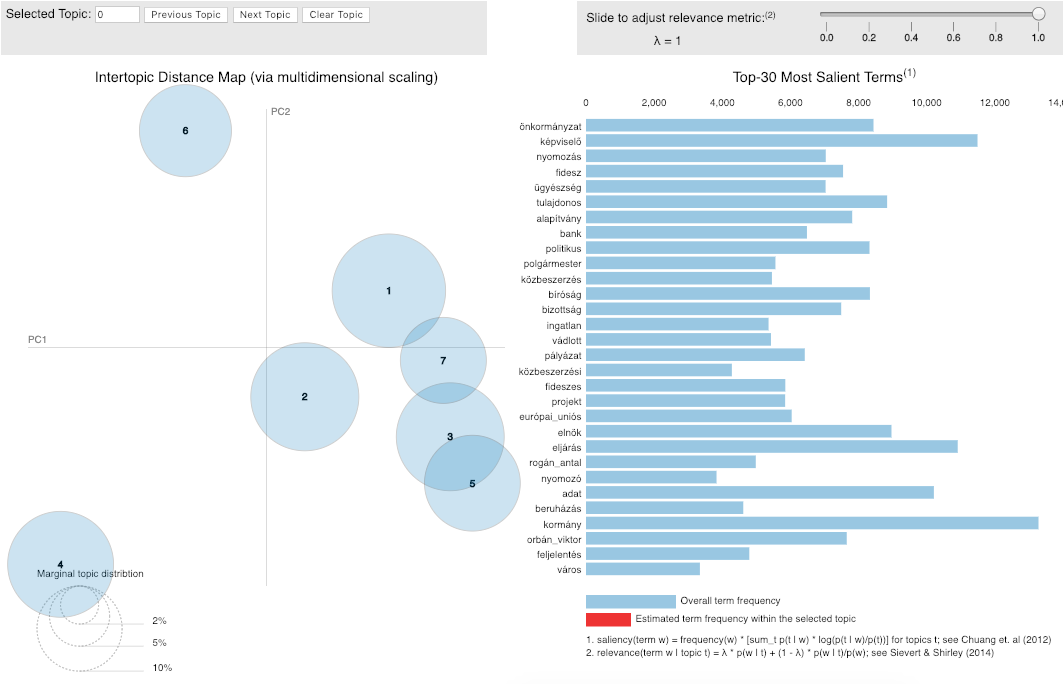 Selected Topic: 0 Previous Topic Next Topic Clear Topic
Slide to adjust relevance metric:(2)
λ = 1
0.0 0.2 0.4 0.6 0.8 1.0
Intertopic Distance Map (via multidimensional scaling)
PC2
PC1
6
1
7
2
3
5
4
Marginal topic distribtion
2%
5%
10%
Top-30 Most Salient Terms(1)
0 2,000 4,000 6,000 8,000 10,000 12,000 14,
önkormányzat
képviselő
nyomozás
fidesz
ügyészség
tulajdonos
alapítvány
bank
politikus
polgármester
közbeszerzés
bíróság
bizottság
ingatlan
vádlott
pályázat
közbeszerzési
fideszes
projekt
európai_uniós
elnök
eljárás
rogán_antal
nyomozó
adat
beruházás
kormány
orbán_viktor
feljelentés
város
Overall term frequency
Estimated term frequency within the selected topic
1. saliency(term w) = frequency(w) * [sum_t p(t | w) * log(p(t | w)/p(t))] for topics t; see Chuang et. al (2012)
2. relevance(term w | topic t) = λ * p(w | t) + (1 - λ) * p(w | t)/p(w); see Sievert & Shirley (2014)